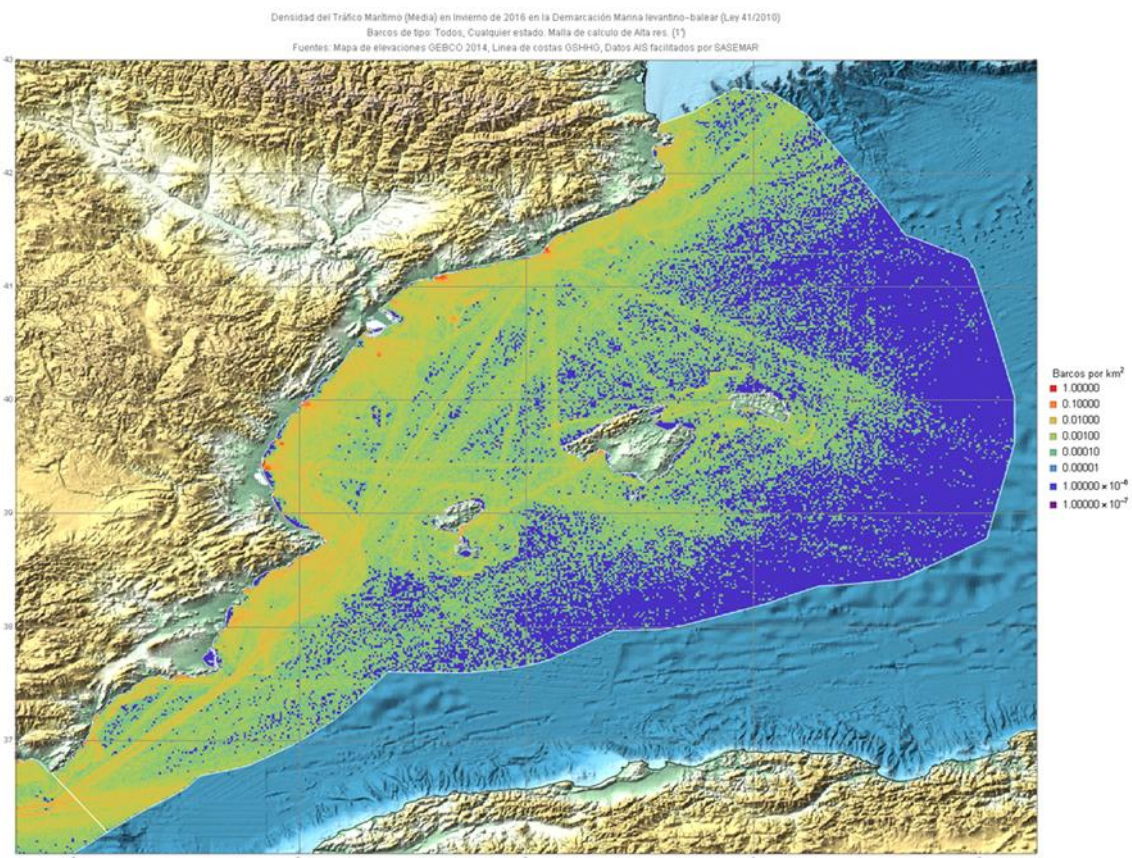 Densidad del Tráfico Marítimo (Media) en Invierno de 2016 en la Demarcación Marina levantino-balear (Ley 41/2010)
Barcos de tipo: Todos, Cualquier estado. Malla de calculo de Alta res. (1')
Fuentes: Mapa de elevaciones GEBCO 2014, Linea de costas GSHHG, Datos AIS facilitados por SASEMAR
43
42
41
40
39
38
37
Barcos por km²
1.00000
0.10000
0.01000
0.00100
0.00010
0.00001
1.00000 × 10⁻⁶
1.00000 × 10⁻⁷